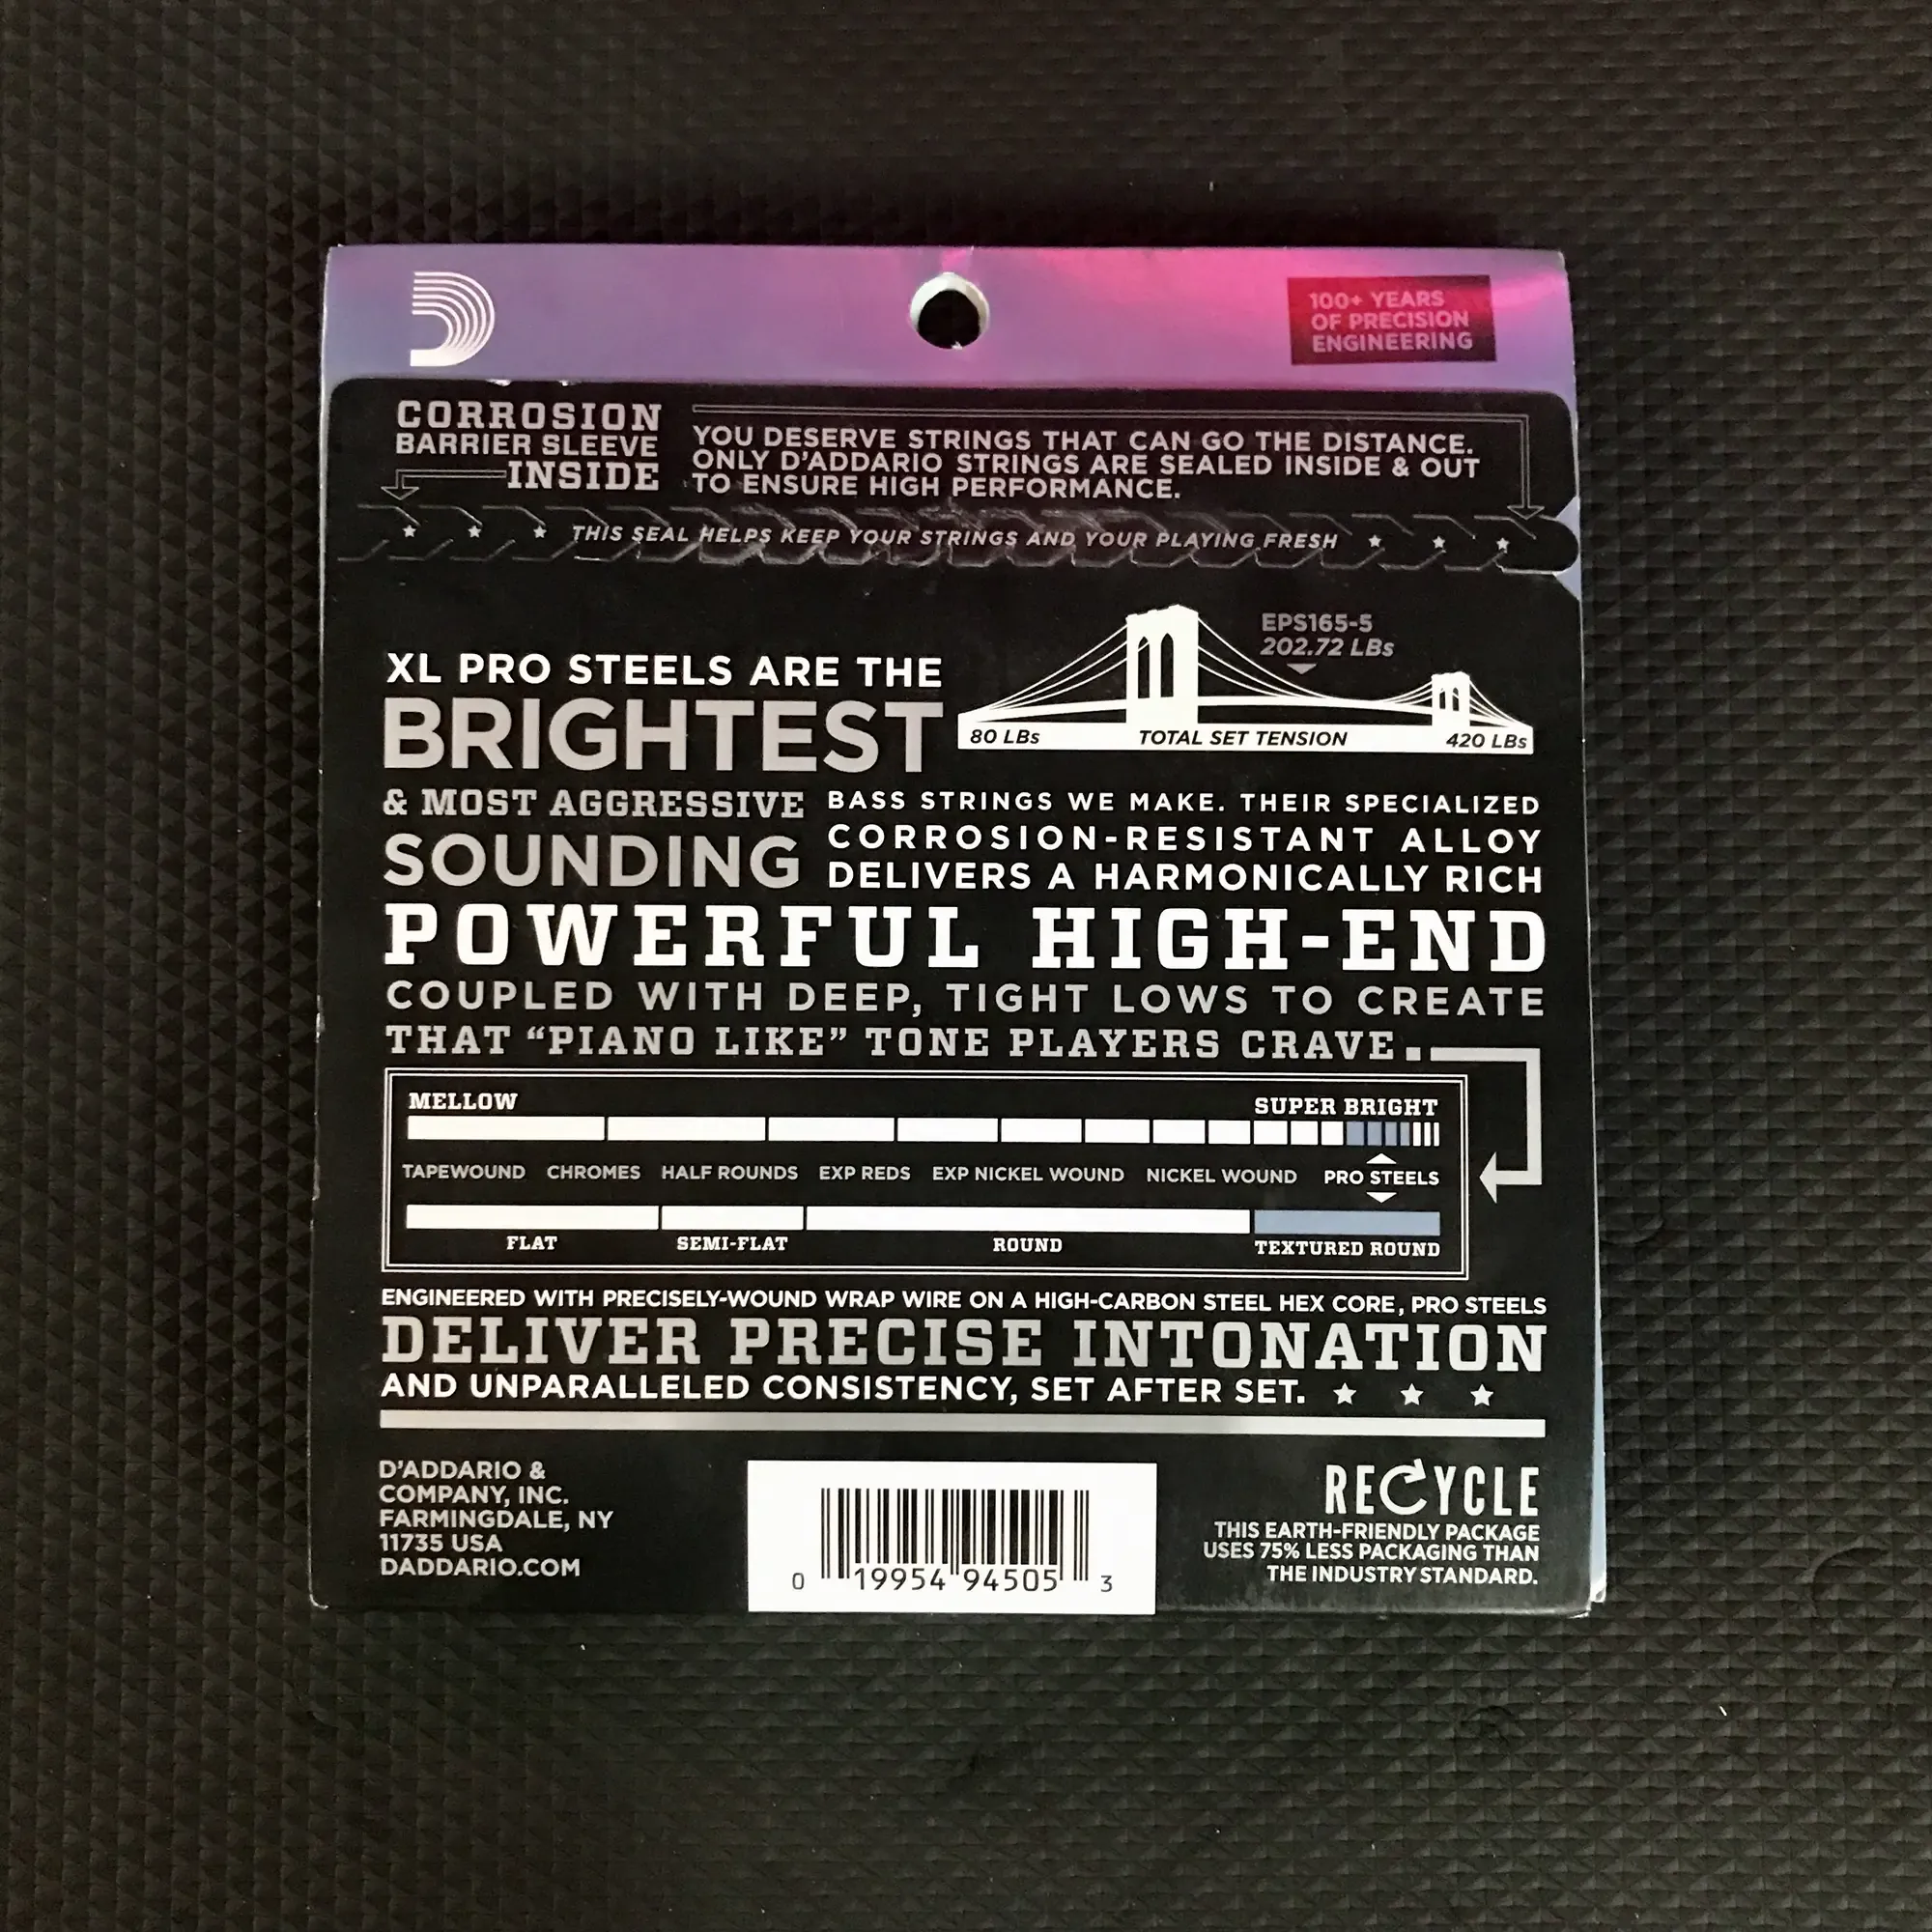 100+ YEARS
OF PRECISION
ENGINEERING
CORROSION
BARRIER SLEEVE
INSIDE
YOU DESERVE STRINGS THAT CAN GO THE DISTANCE.
ONLY D'ADDARIO STRINGS ARE SEALED INSIDE & OUT
TO ENSURE HIGH PERFORMANCE.
THIS SEAL HELPS KEEP YOUR STRINGS AND YOUR PLAYING FRESH
EPS165-5
202.72 LBs
80 LBs TOTAL SET TENSION 420 LBs
XL PRO STEELS ARE THE
BRIGHTEST
& MOST AGGRESSIVE
SOUNDING
BASS STRINGS WE MAKE. THEIR SPECIALIZED
CORROSION-RESISTANT ALLOY
DELIVERS A HARMONICALLY RICH
POWERFUL HIGH-END
COUPLED WITH DEEP, TIGHT LOWS TO CREATE
THAT “PIANO LIKE” TONE PLAYERS CRAVE.
MELLOW SUPER BRIGHT
TAPEWOUND CHROMES HALF ROUNDS EXP REDS EXP NICKEL WOUND NICKEL WOUND PRO STEELS
FLAT SEMI-FLAT ROUND TEXTURED ROUND
ENGINEERED WITH PRECISELY-WOUND WRAP WIRE ON A HIGH-CARBON STEEL HEX CORE, PRO STEELS
DELIVER PRECISE INTONATION
AND UNPARALLELED CONSISTENCY, SET AFTER SET.
D'ADDARIO &
COMPANY, INC.
FARMINGDALE, NY
11735 USA
DADDARIO.COM
0 19954 94505 3
RECYCLE
THIS EARTH-FRIENDLY PACKAGE
USES 75% LESS PACKAGING THAN
THE INDUSTRY STANDARD.